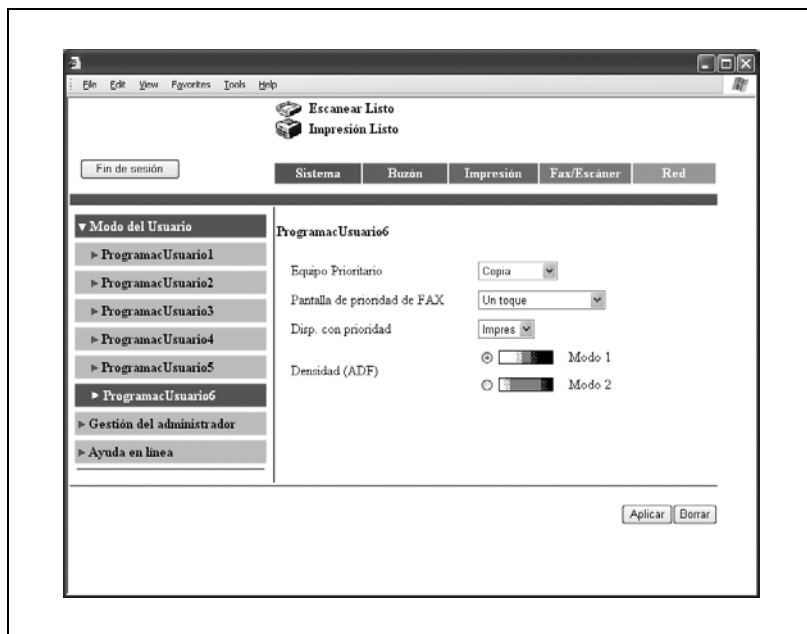 File Edit View Favorites Tools Help
Escanear Listo
Impresión Listo
Fin de sesión
Sistema Buzón Impresión Fax/Escáner Red
Modo del Usuario
ProgramacUsuario1
ProgramacUsuario2
ProgramacUsuario3
ProgramacUsuario4
ProgramacUsuario5
ProgramacUsuario6
Gestión del administrador
Ayuda en línea
ProgramacUsuario6
Equipo Prioritario Copia
Pantalla de prioridad de FAX Un toque
Disp. con prioridad Impres
Densidad (ADF) Modo 1
Modo 2
Aplicar Borrar